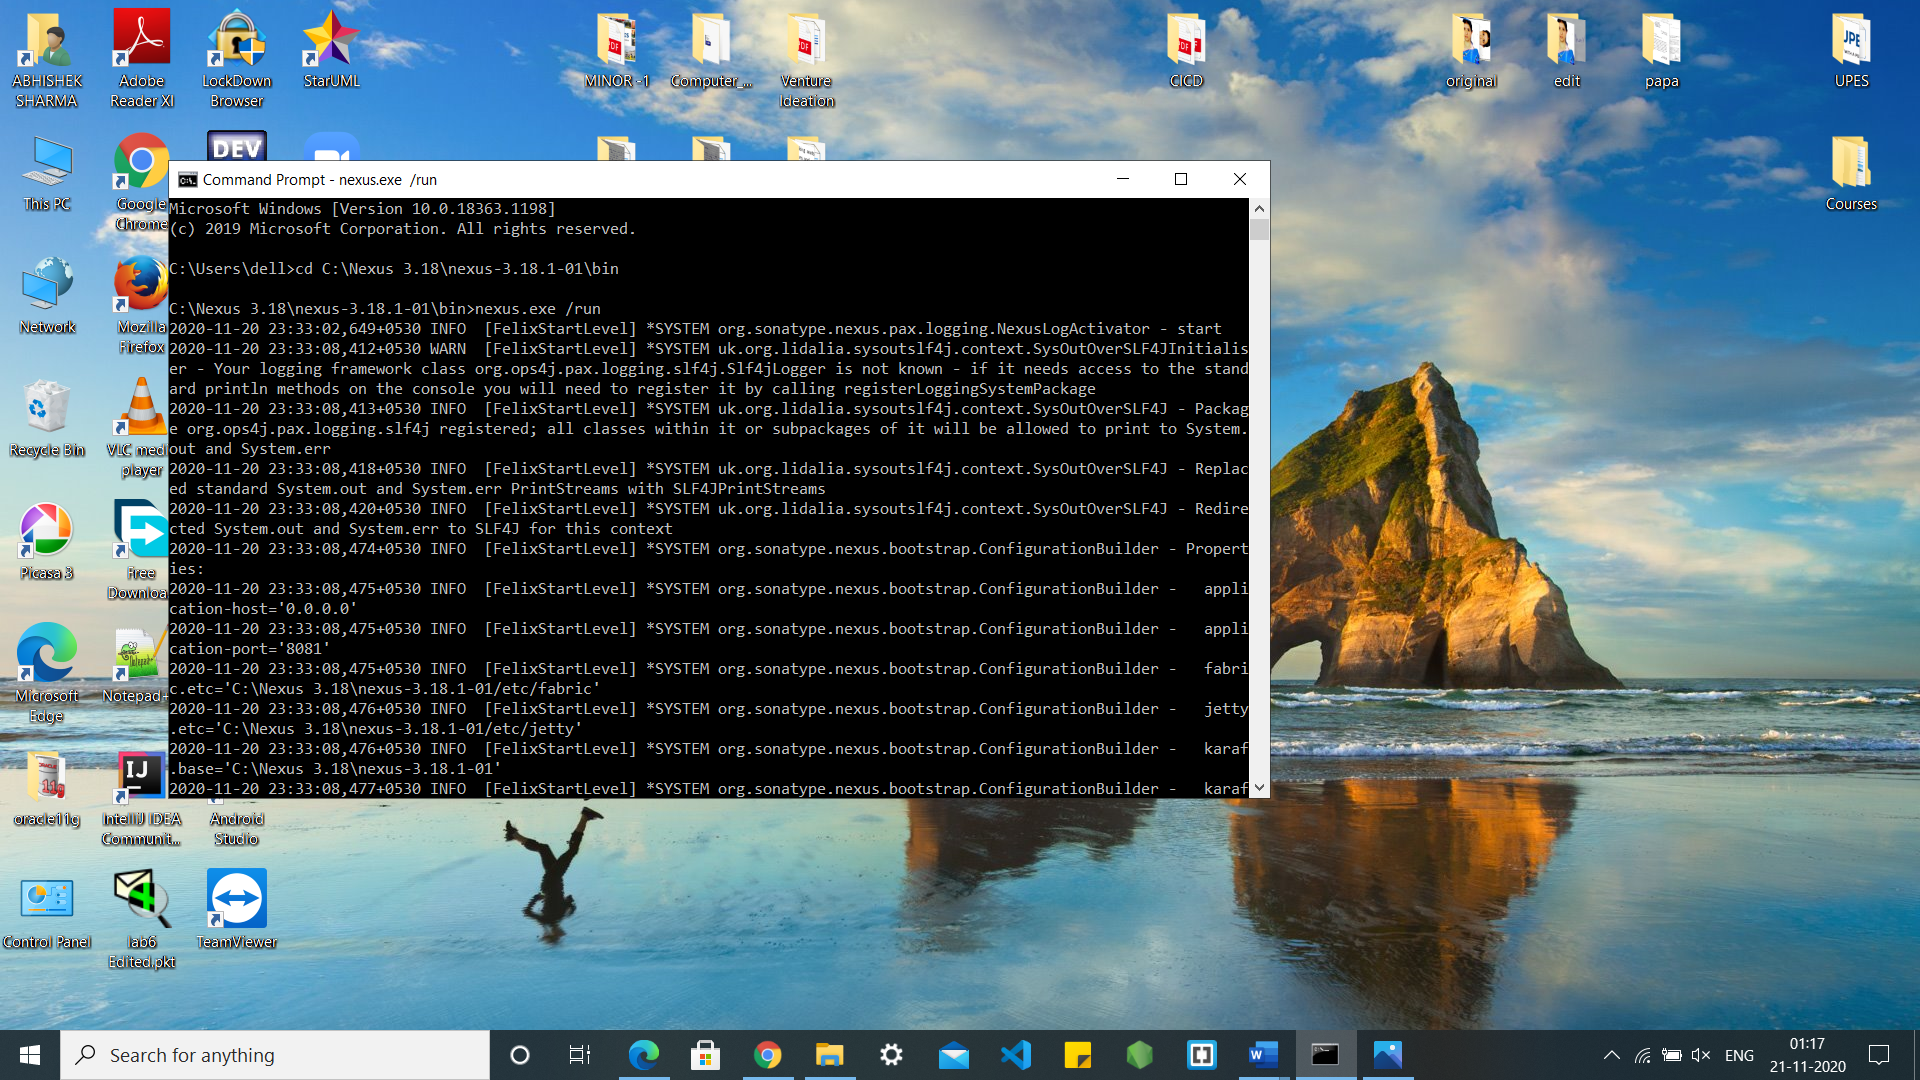 ABHISHEK
SHARMA
Adobe
Reader XI
LockDown
Browser
StarUML
MINOR -1
Computer_...
Venture
Ideation
CICD
original
edit
papa
UPES
This PC
Google
Chrome
DEV
Courses
Network
Mozilla
Firefox
Recycle Bin
VLC med
player
Picasa 3
Free
Downloa
Microsoft
Edge
Notepad+
oracle11g
IntelliJ IDEA
Communit...
Android
Studio
Control Panel
lab6
Edited.pkt
TeamViewer
Command Prompt - nexus.exe  /run
Microsoft Windows [Version 10.0.18363.1198]
(c) 2019 Microsoft Corporation. All rights reserved.
C:\Users\dell>cd C:\Nexus 3.18\nexus-3.18.1-01\bin
C:\Nexus 3.18\nexus-3.18.1-01\bin>nexus.exe /run
2020-11-20 23:33:02,649+0530 INFO  [FelixStartLevel] *SYSTEM org.sonatype.nexus.pax.logging.NexusLogActivator - start
2020-11-20 23:33:08,412+0530 WARN  [FelixStartLevel] *SYSTEM uk.org.lidalia.sysoutslf4j.context.SysOutOverSLF4JInitialis
er - Your logging framework class org.ops4j.pax.logging.slf4j.Slf4jLogger is not known - if it needs access to the stand
ard println methods on the console you will need to register it by calling registerLoggingSystemPackage
2020-11-20 23:33:08,413+0530 INFO  [FelixStartLevel] *SYSTEM uk.org.lidalia.sysoutslf4j.context.SysOutOverSLF4J - Packag
e org.ops4j.pax.logging.slf4j registered; all classes within it or subpackages of it will be allowed to print to System.
out and System.err
2020-11-20 23:33:08,418+0530 INFO  [FelixStartLevel] *SYSTEM uk.org.lidalia.sysoutslf4j.context.SysOutOverSLF4J - Replac
ed standard System.out and System.err PrintStreams with SLF4JPrintStreams
2020-11-20 23:33:08,420+0530 INFO  [FelixStartLevel] *SYSTEM uk.org.lidalia.sysoutslf4j.context.SysOutOverSLF4J - Redire
cted System.out and System.err to SLF4J for this context
2020-11-20 23:33:08,474+0530 INFO  [FelixStartLevel] *SYSTEM org.sonatype.nexus.bootstrap.ConfigurationBuilder - Propert
ies:
2020-11-20 23:33:08,475+0530 INFO  [FelixStartLevel] *SYSTEM org.sonatype.nexus.bootstrap.ConfigurationBuilder -   appli
cation-host='0.0.0.0'
2020-11-20 23:33:08,475+0530 INFO  [FelixStartLevel] *SYSTEM org.sonatype.nexus.bootstrap.ConfigurationBuilder -   appli
cation-port='8081'
2020-11-20 23:33:08,475+0530 INFO  [FelixStartLevel] *SYSTEM org.sonatype.nexus.bootstrap.ConfigurationBuilder -   fabri
c.etc='C:\Nexus 3.18\nexus-3.18.1-01/etc/fabric'
2020-11-20 23:33:08,476+0530 INFO  [FelixStartLevel] *SYSTEM org.sonatype.nexus.bootstrap.ConfigurationBuilder -   jetty
.etc='C:\Nexus 3.18\nexus-3.18.1-01/etc/jetty'
2020-11-20 23:33:08,476+0530 INFO  [FelixStartLevel] *SYSTEM org.sonatype.nexus.bootstrap.ConfigurationBuilder -   karaf
.base='C:\Nexus 3.18\nexus-3.18.1-01'
2020-11-20 23:33:08,477+0530 INFO  [FelixStartLevel] *SYSTEM org.sonatype.nexus.bootstrap.ConfigurationBuilder -   karaf
Search for anything
ENG
01:17
21-11-2020